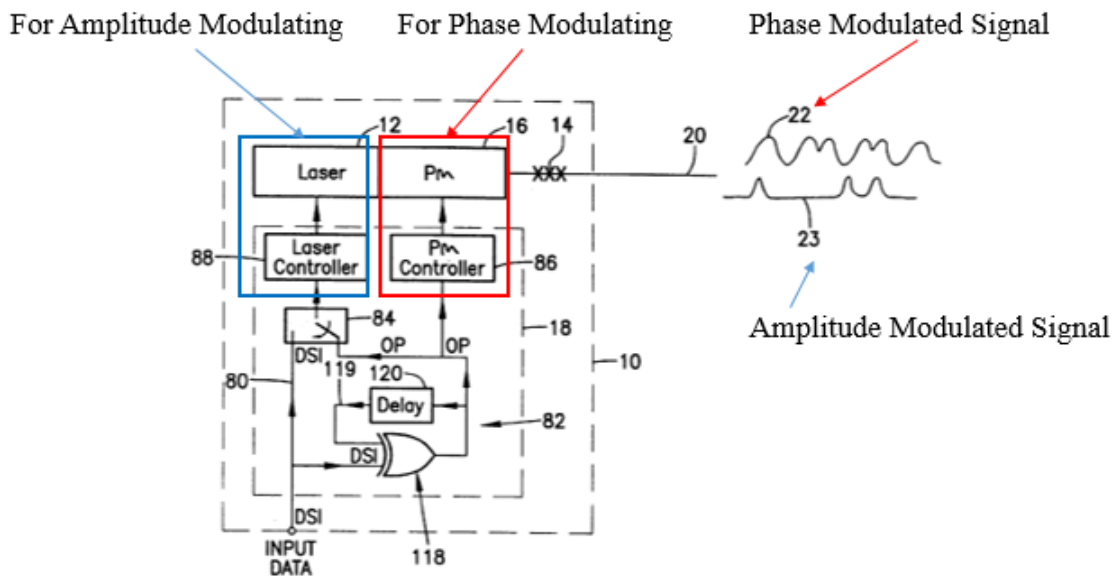 For Amplitude Modulating
For Phase Modulating
Phase Modulated Signal
12
16
14
20
22
Laser
Pm
XXX
23
88
Laser
Controller
Pm
Controller
86
84
18
Amplitude Modulated Signal
DSI
OP
OP
10
80
119
120
Delay
82
DSI
118
DSI
INPUT
DATA